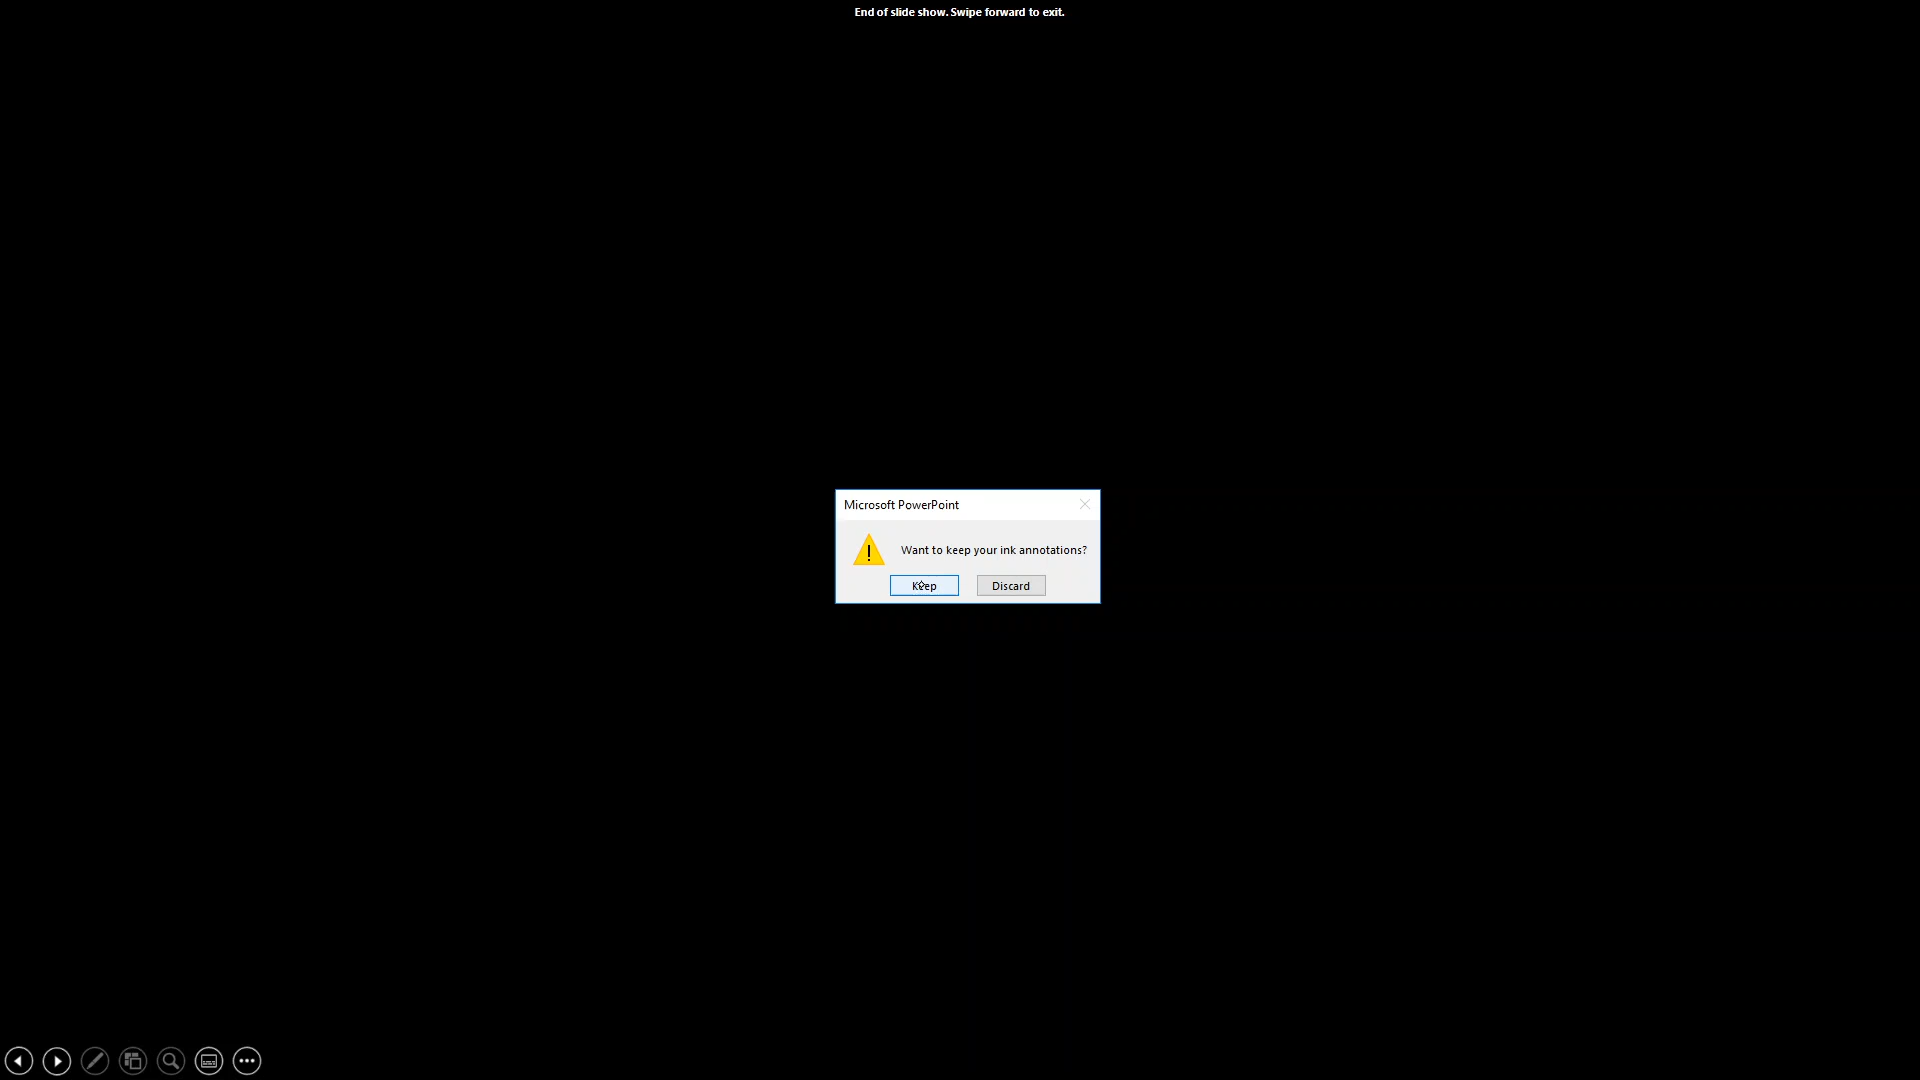 End of slide show. Swipe forward to exit.
Microsoft PowerPoint
Want to keep your ink annotations?
Keep
Discard